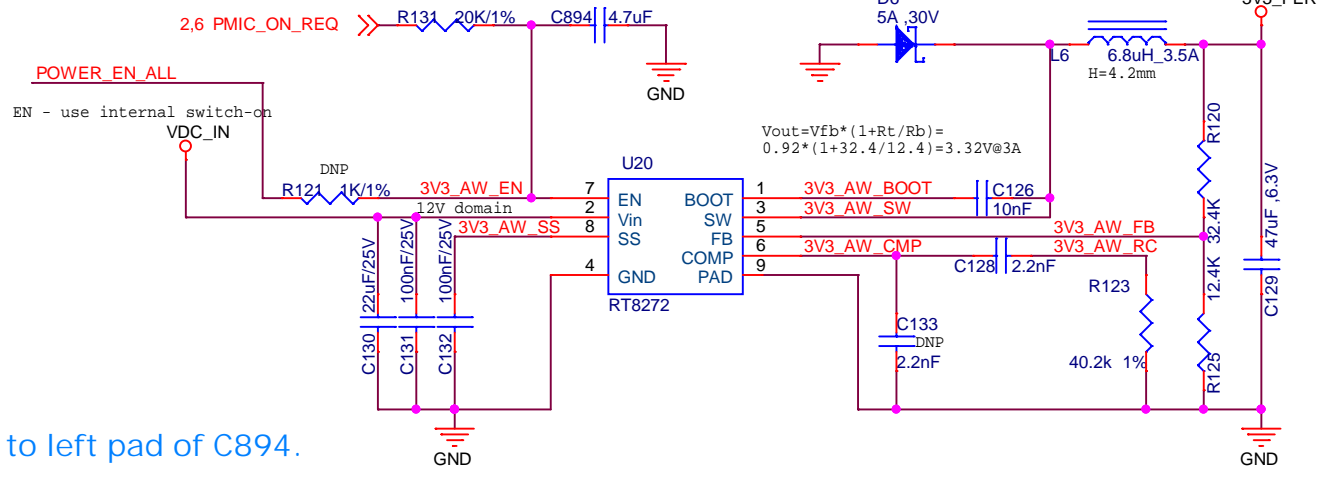 2,6 PMIC_ON_REQ
R131
20K/1%
C894
4.7uF
GND
5A ,30V
L6
6.8uH_3.5A
H=4.2mm
POWER_EN_ALL
EN - use internal switch-on
VDC_IN
DNP
R121
1K/1%
3V3_AW_EN
12V domain
3V3_AW_SS
Vout=Vfb*(1+Rt/Rb)=
0.92*(1+32.4/12.4)=3.32V@3A
U20
7 EN BOOT 1
2 Vin SW 3
8 SS FB 5
COMP 6
4 GND PAD 9
RT8272
3V3_AW_BOOT
C126
10nF
3V3_AW_SW
3V3_AW_FB
3V3_AW_CMP
3V3_AW_RC
C128
2.2nF
R120
32.4K
47uF ,6.3V
C129
R123
40.2k 1%
12.4K
R125
C133
DNP
2.2nF
22uF/25V
100nF/25V
100nF/25V
C130
C131
C132
GND
GND
to left pad of C894.